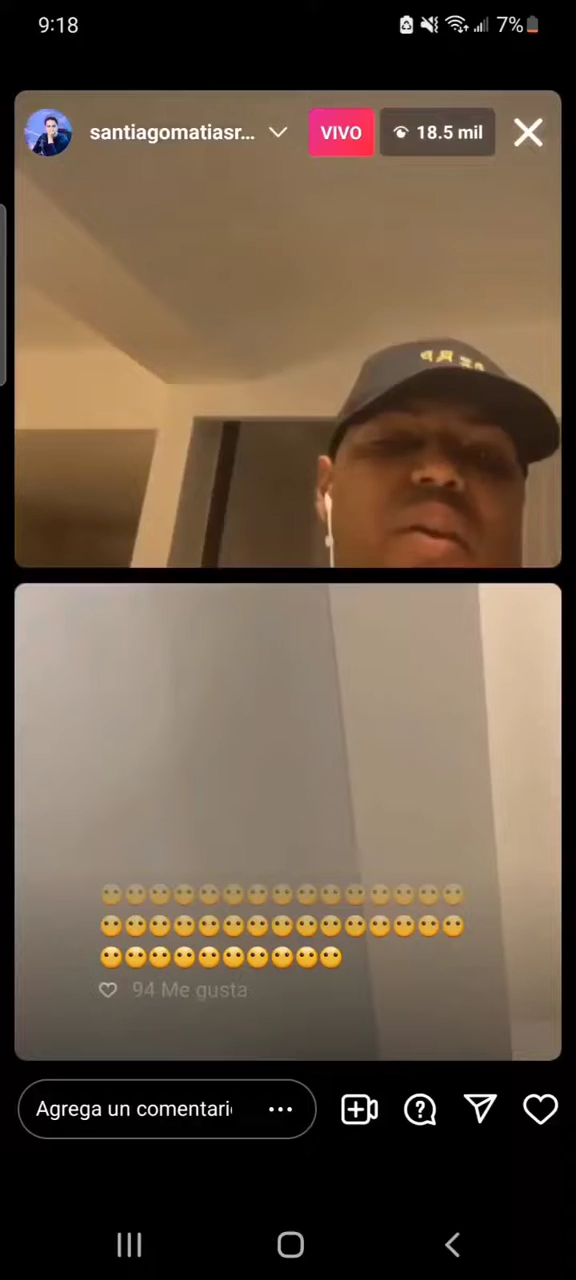 9:18
7%
santiagomatiasr...
VIVO
18.5 mil
94 Me gusta
Agrega un comentari